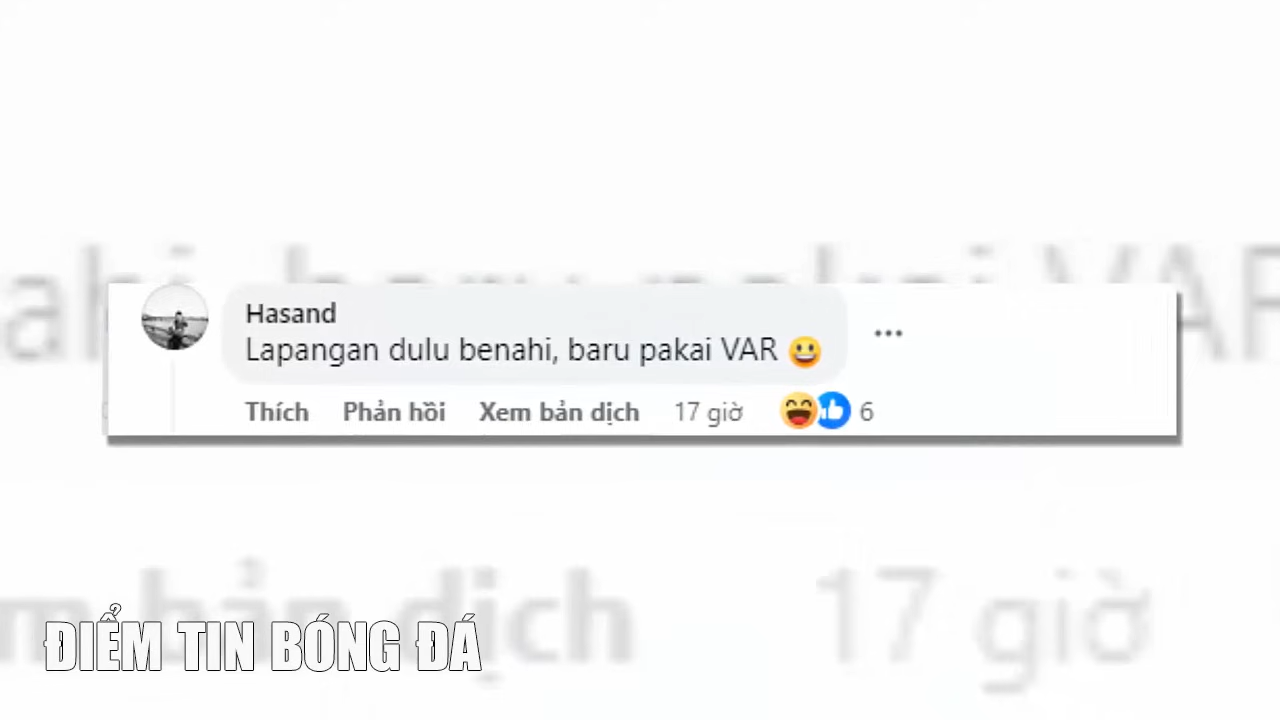 Hasand
Lapangan dulu benahi, baru pakai VAR 😀
Thích Phản hồi Xem bản dịch 17 giờ 6
ĐIỂM TIN BÓNG ĐÁ